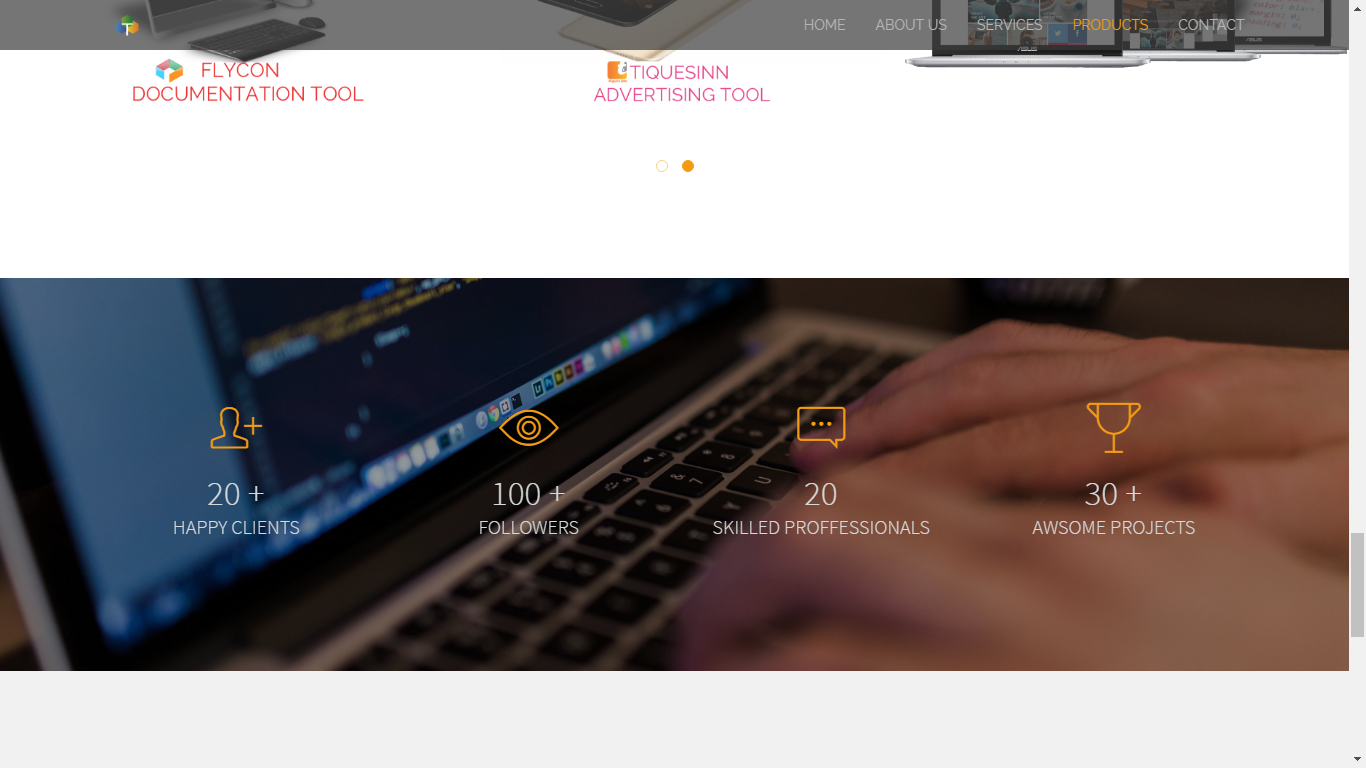 HOME ABOUT US SERVICES PRODUCTS CONTACT
FLYCON
DOCUMENTATION TOOL
TIQUESINN
ADVERTISING TOOL
20 +
HAPPY CLIENTS
100 +
FOLLOWERS
20
SKILLED PROFFESSIONALS
30 +
AWSOME PROJECTS